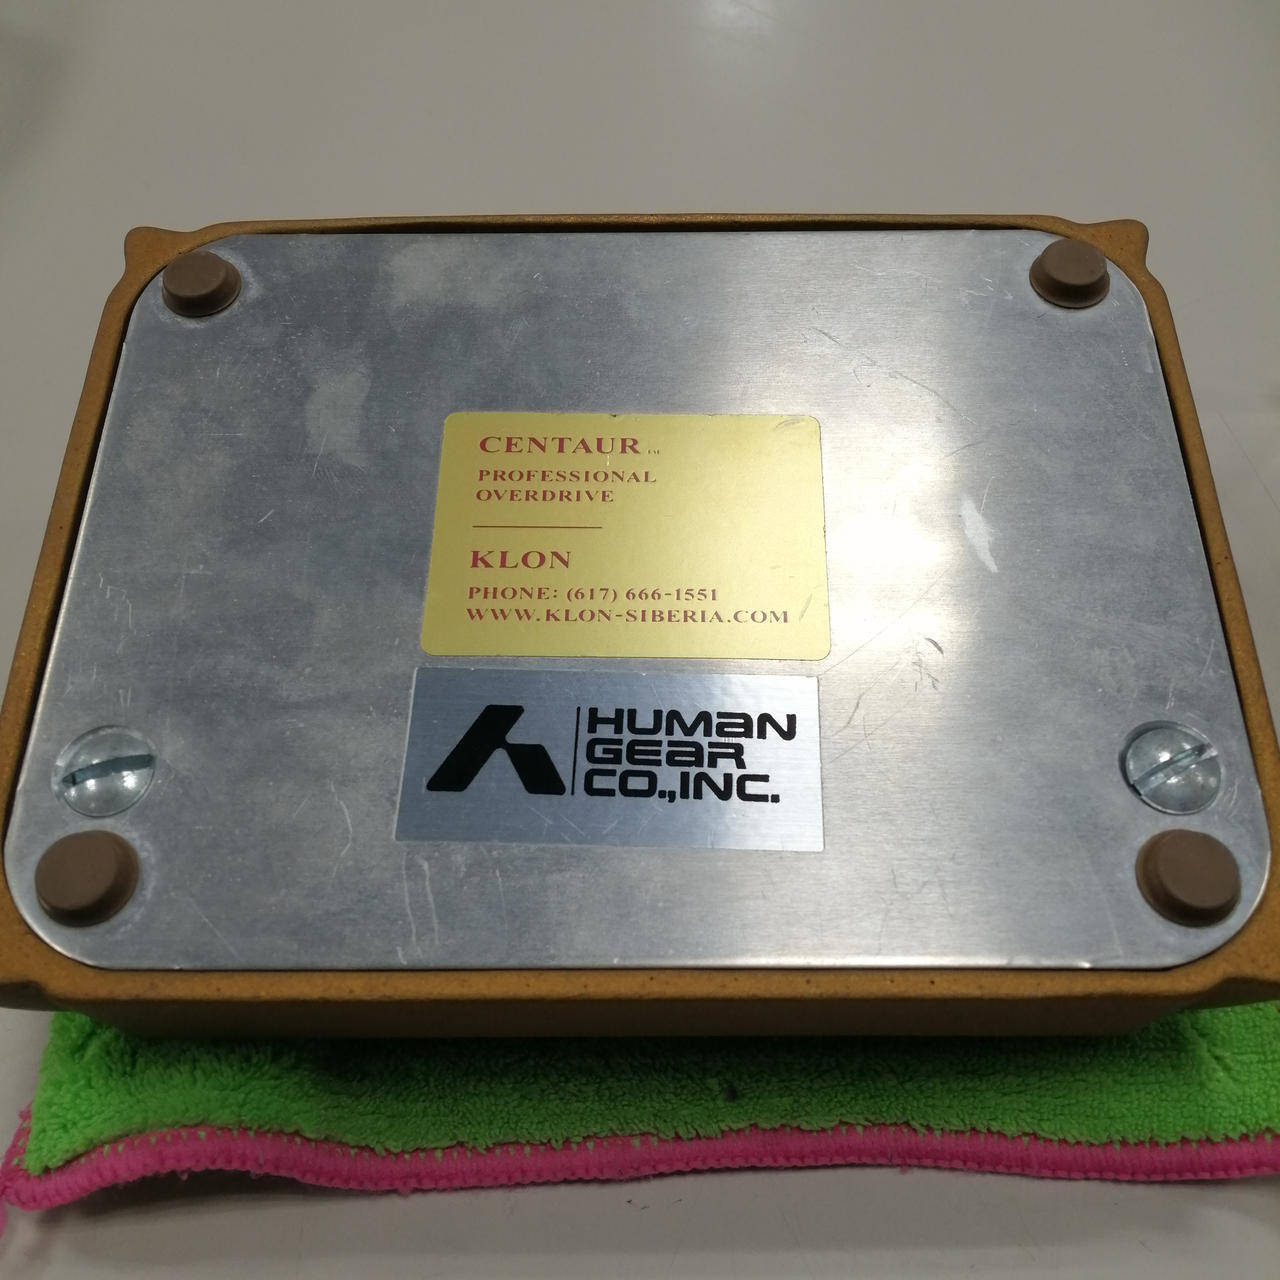 CENTAUR TM
PROFESSIONAL
OVERDRIVE
KLON
PHONE: (617) 666-1551
WWW.KLON-SIBERIA.COM
HUMAN
GEAR
CO.,INC.